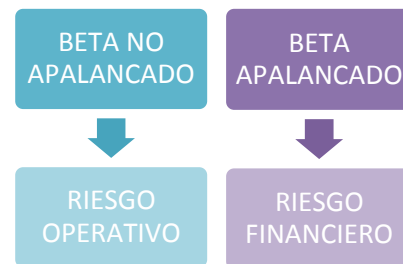 BETA NO
APALANCADO
BETA
APALANCADO
RIESGO
OPERATIVO
RIESGO
FINANCIERO